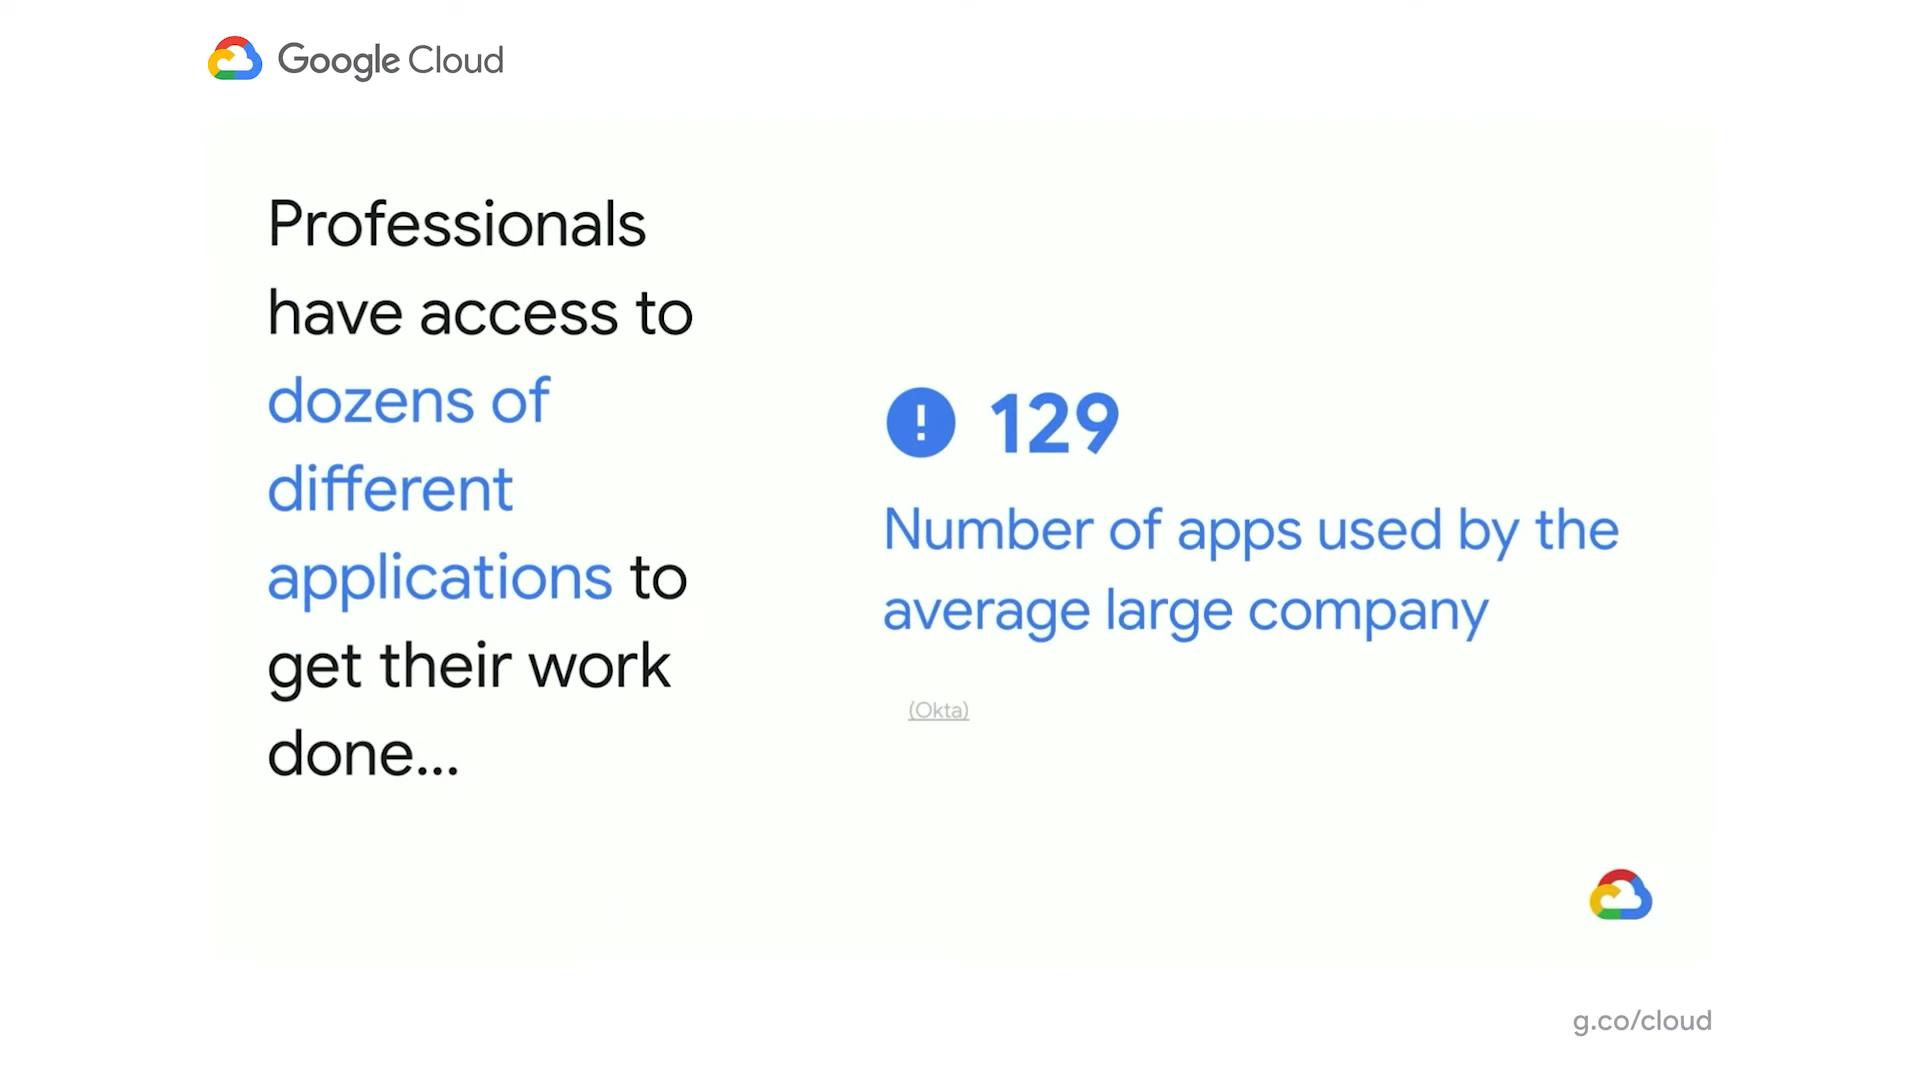 Google Cloud
Professionals
have access to
dozens of
different
applications to
get their work
done...
! 129
Number of apps used by the
average large company
(Okta)
g.co/cloud